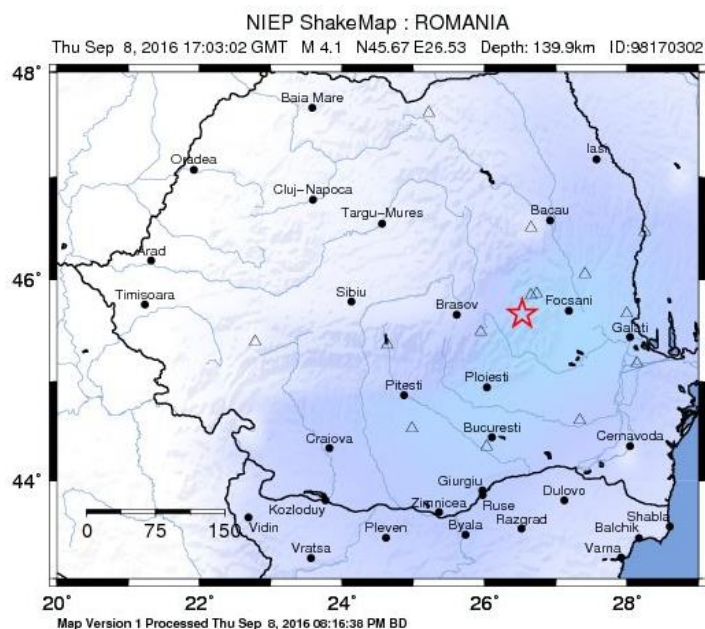 NIEP ShakeMap : ROMANIA
Thu Sep 8, 2016 17:03:02 GMT M 4.1 N45.67 E26.53 Depth: 139.9km ID:98170302
48°
Baia Mare
Iasi
Oradea
Cluj-Napoca
Targu-Mures
Bacau
Arad
46°
Timisoara
Sibiu
Brasov
Focsani
Galati
Ploiesti
Pitesti
Bucuresti
Craiova
Cernavoda
44°
Giurgiu
Kozloduy
Zimnicea
Ruse
Dulovo
0 75 150
Vidin
Pleven
Byala
Razgrad
Shabla
Balchik
Vratsa
Varna
20° 22° 24° 26° 28°
Map Version 1 Processed Thu Sep 8, 2016 08:16:38 PM BD